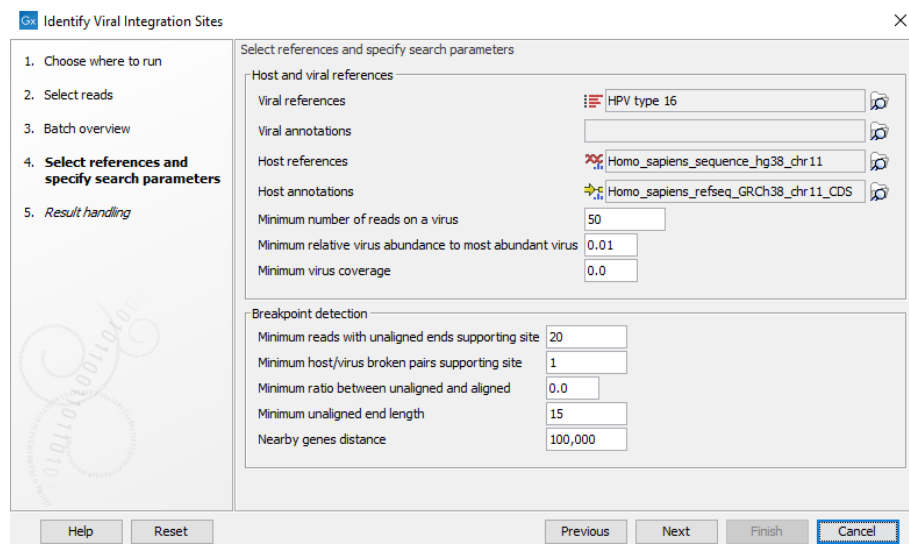 Gx Identify Viral Integration Sites
1. Choose where to run
2. Select reads
3. Batch overview
4. Select references and
specify search parameters
5. Result handling
Select references and specify search parameters
Host and viral references
Viral references HPV type 16
Viral annotations
Host references Homo_sapiens_sequence_hg38_chr11
Host annotations Homo_sapiens_refseq_GRCh38_chr11_CDS
Minimum number of reads on a virus 50
Minimum relative virus abundance to most abundant virus 0.01
Minimum virus coverage 0.0
Breakpoint detection
Minimum reads with unaligned ends supporting site 20
Minimum host/virus broken pairs supporting site 1
Minimum ratio between unaligned and aligned 0.0
Minimum unaligned end length 15
Nearby genes distance 100,000
Help Reset Previous Next Finish Cancel